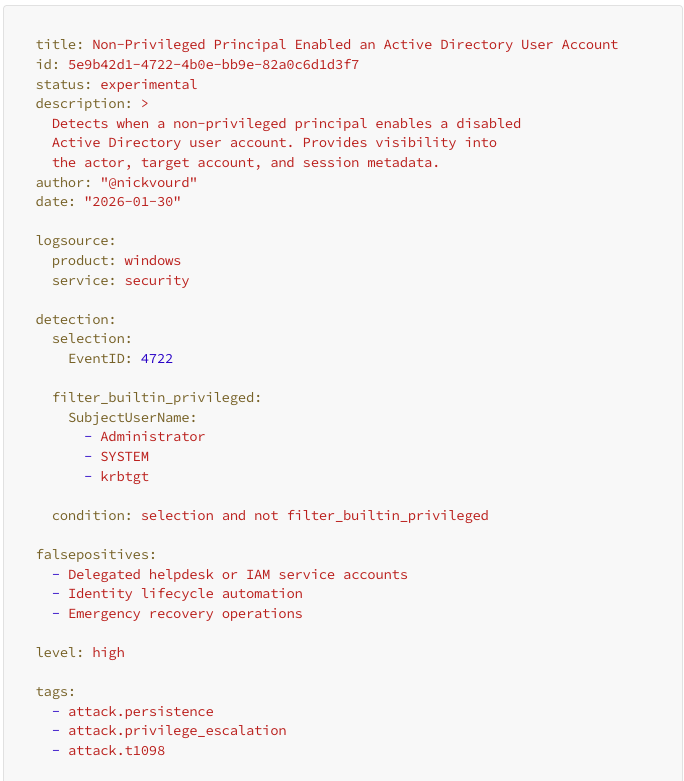 title: Non-Privileged Principal Enabled an Active Directory User Account
id: 5e9b42d1-4722-4b0e-bb9e-82a0c6d1d3f7
status: experimental
description: >
  Detects when a non-privileged principal enables a disabled
  Active Directory user account. Provides visibility into
  the actor, target account, and session metadata.
author: "@nickvourd"
date: "2026-01-30"

logsource:
  product: windows
  service: security

detection:
  selection:
    EventID: 4722

  filter_builtin_privileged:
    SubjectUserName:
      - Administrator
      - SYSTEM
      - krbtgt

  condition: selection and not filter_builtin_privileged

falsepositives:
  - Delegated helpdesk or IAM service accounts
  - Identity lifecycle automation
  - Emergency recovery operations

level: high

tags:
  - attack.persistence
  - attack.privilege_escalation
  - attack.t1098